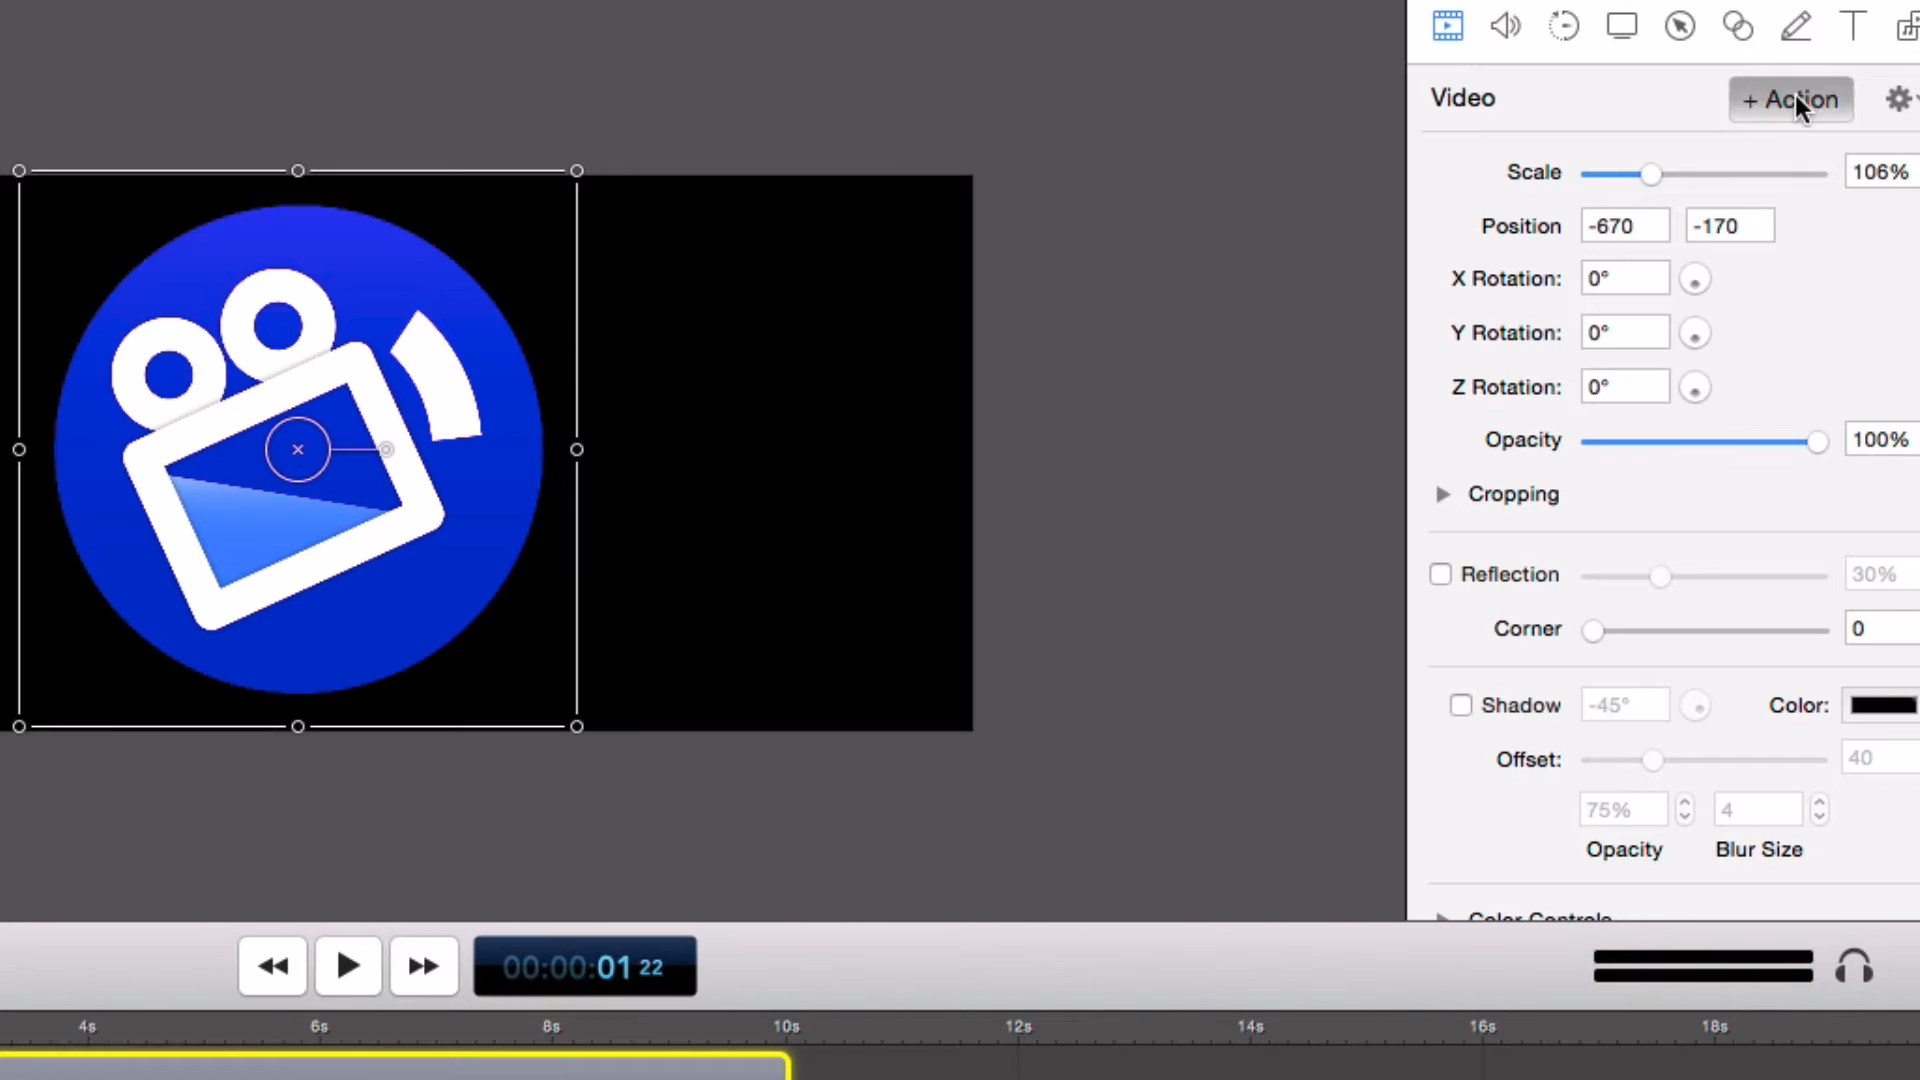 Video
+ Action
Scale 106%
Position -670 -170
X Rotation: 0°
Y Rotation: 0°
Z Rotation: 0°
Opacity 100%
Cropping
Reflection 30%
Corner 0
Shadow -45° Color:
Offset: 40
75% 4
Opacity Blur Size
Color Controls
00:00:01 22
4s 6s 8s 10s 12s 14s 16s 18s